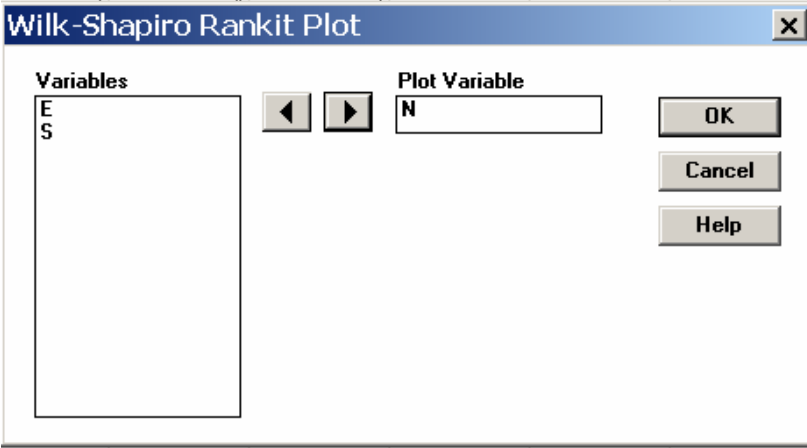 Wilk-Shapiro Rankit Plot
Variables
E
S
Plot Variable
N
OK
Cancel
Help